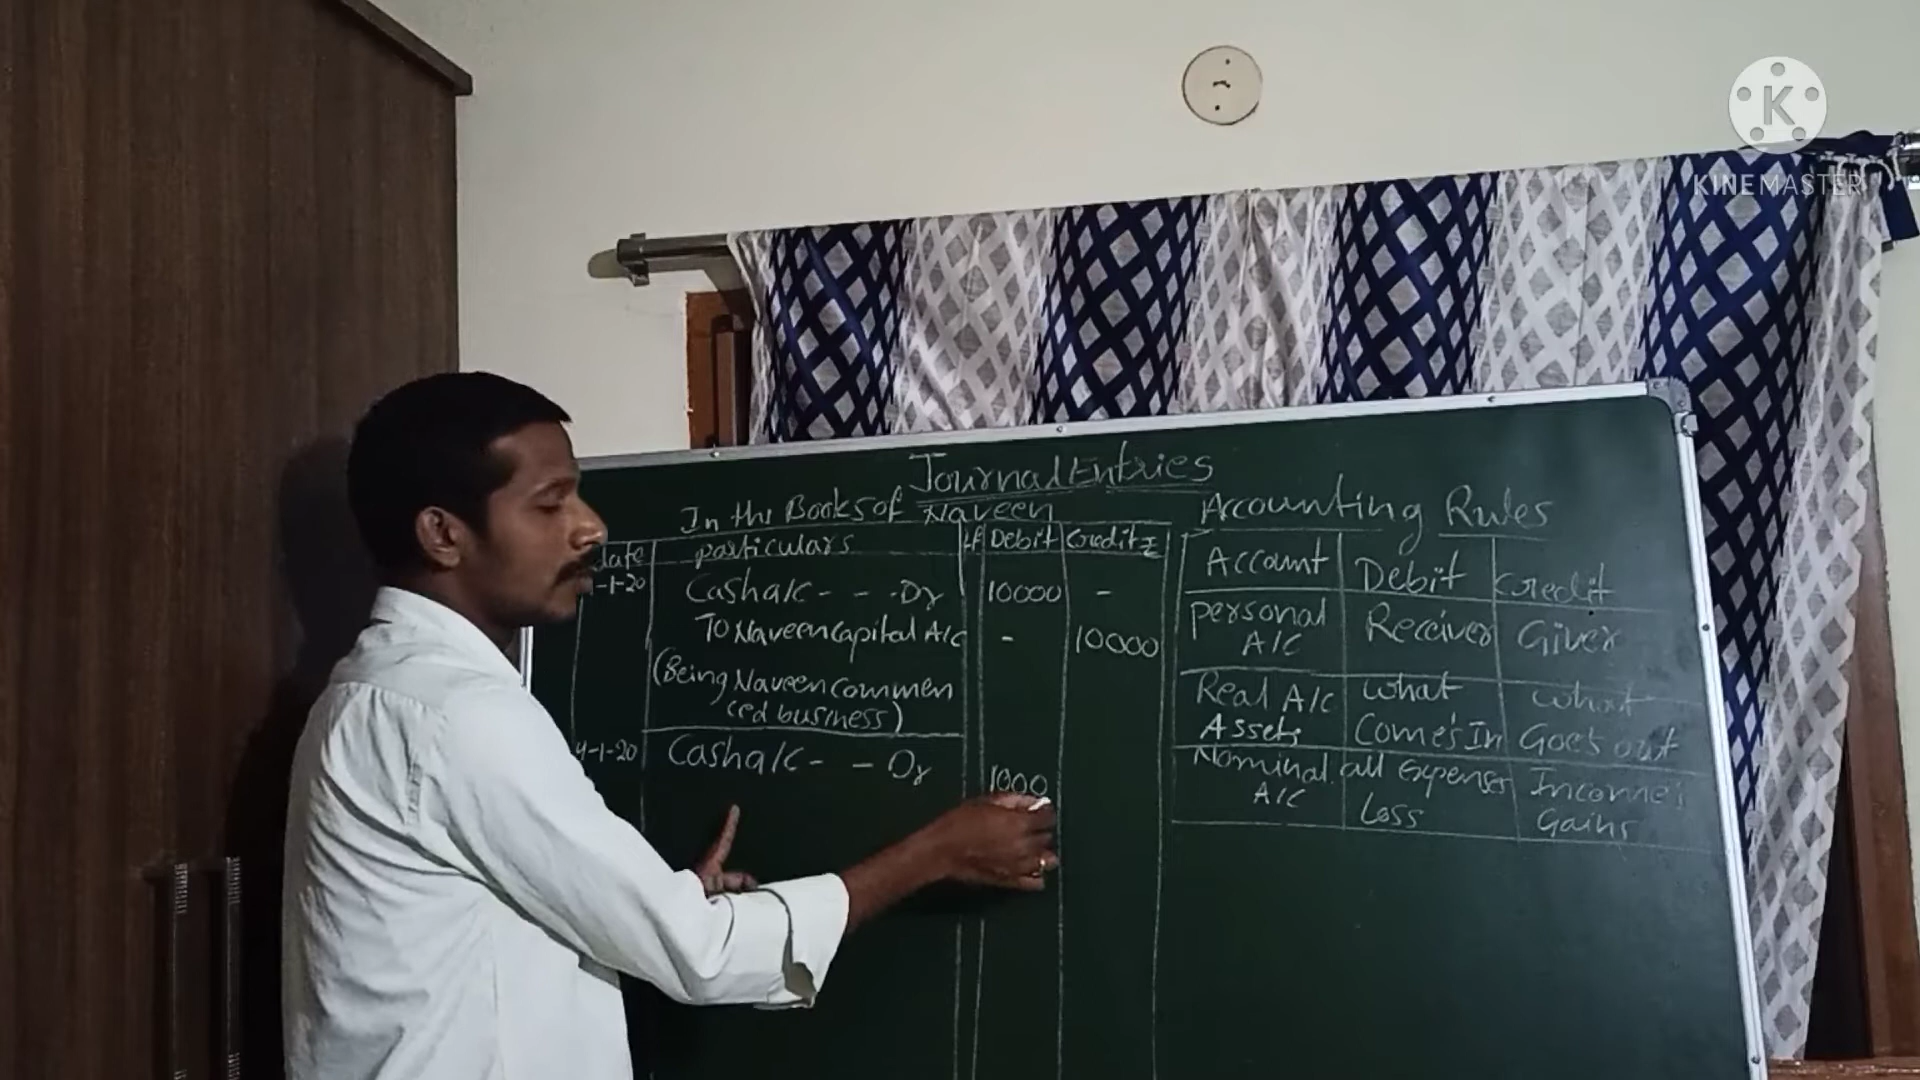 KINEMASTER
Journal Entries
In the Books of Naveen
date particulars LF Debit Credit
1-1-20 Cash a/c - - - Dr 10000 -
To Naveen capital A/c - 10000
(Being Naveen commen
ced business)
4-1-20 Cash a/c - - Dr 1000
Accounting Rules
Account Debit Credit
personal A/C Receiver Giver
Real A/C Assets what Come's In what Goes out
Nominal A/C all Expenses Loss Income's Gains